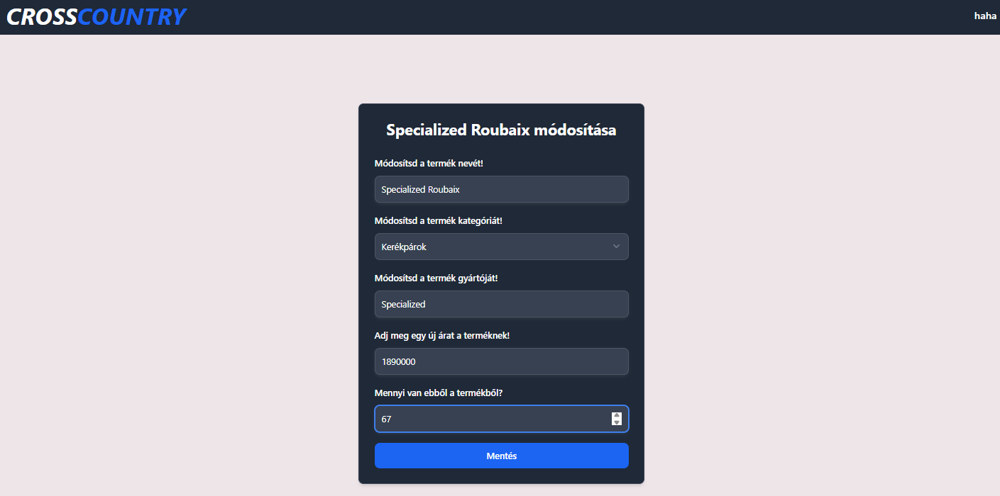 CROSSCOUNTRY
haha
Specialized Roubaix módosítása
Módosítsd a termék nevét!
Specialized Roubaix
Módosítsd a termék kategóriát!
Kerékpárok
Módosítsd a termék gyártóját!
Specialized
Adj meg egy új árat a terméknek!
1890000
Mennyi van ebből a termékből?
67
Mentés